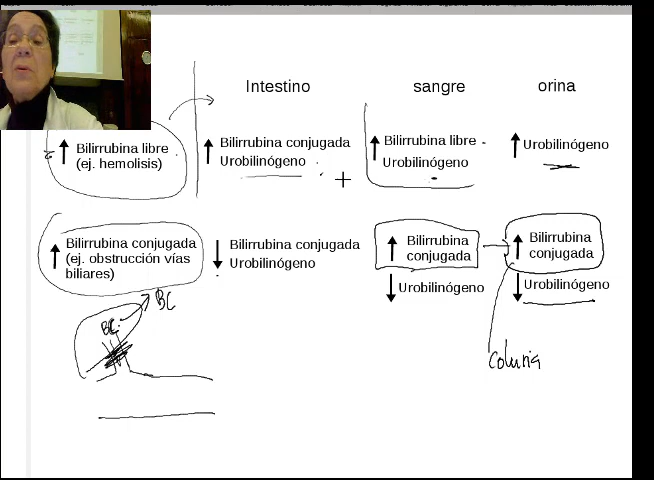 Intestino sangre orina
Bilirrubina libre
(ej. hemolisis)
Bilirrubina conjugada
Urobilinógeno
+
Bilirrubina libre
Urobilinógeno
Urobilinógeno
Bilirrubina conjugada
(ej. obstrucción vías
biliares)
Bilirrubina conjugada
Urobilinógeno
Bilirrubina
conjugada
Urobilinógeno
Bilirrubina
conjugada
Urobilinógeno
BC
BC
Coluria